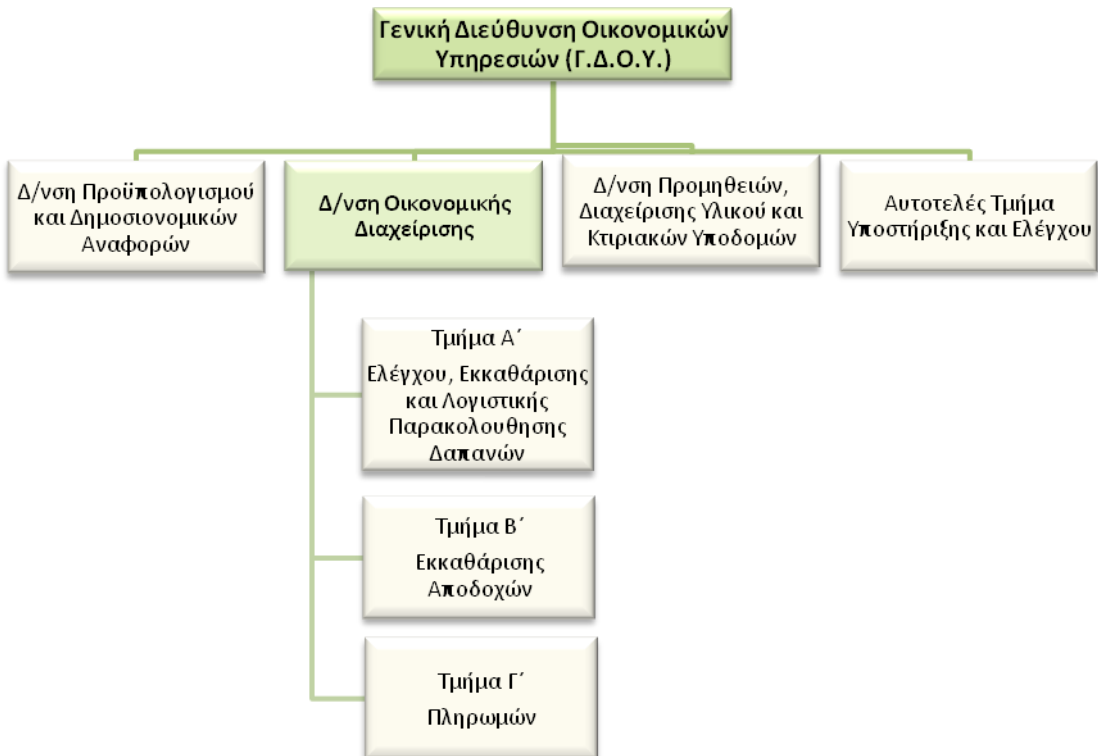 Γενική Διεύθυνση Οικονομικών
Υπηρεσιών (Γ.Δ.Ο.Υ.)
Δ/νση Προϋπολογισμού
και Δημοσιονομικών
Αναφορών
Δ/νση Οικονομικής
Διαχείρισης
Δ/νση Προμηθειών,
Διαχείρισης Υλικού και
Κτιριακών Υποδομών
Αυτοτελές Τμήμα
Υποστήριξης και Ελέγχου
Τμήμα Α΄
Ελέγχου, Εκκαθάρισης
και Λογιστικής
Παρακολουθησης
Δαπανών
Τμήμα Β΄
Εκκαθάρισης
Αποδοχών
Τμήμα Γ΄
Πληρωμών